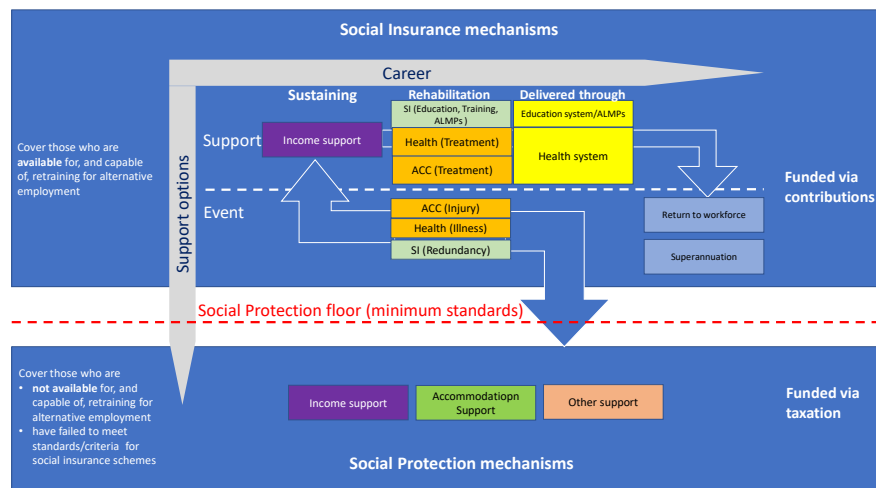 Social Insurance mechanisms
Career
Sustaining
Rehabilitation
Delivered through
SI (Education, Training,
ALMPs )
Education system/ALMPs
Support
Income support
Health (Treatment)
Health system
ACC (Treatment)
Cover those who are
available for, and capable
of, retraining for alternative
employment
Funded via
contributions
Support options
Event
ACC (Injury)
Health (Illness)
SI (Redundancy)
Return to workforce
Superannuation
Social Protection floor (minimum standards)
Cover those who are
• not available for, and
capable of, retraining for
alternative employment
• have failed to meet
standards/criteria for
social insurance schemes
Income support
Accommodatiopn
Support
Other support
Funded via
taxation
Social Protection mechanisms